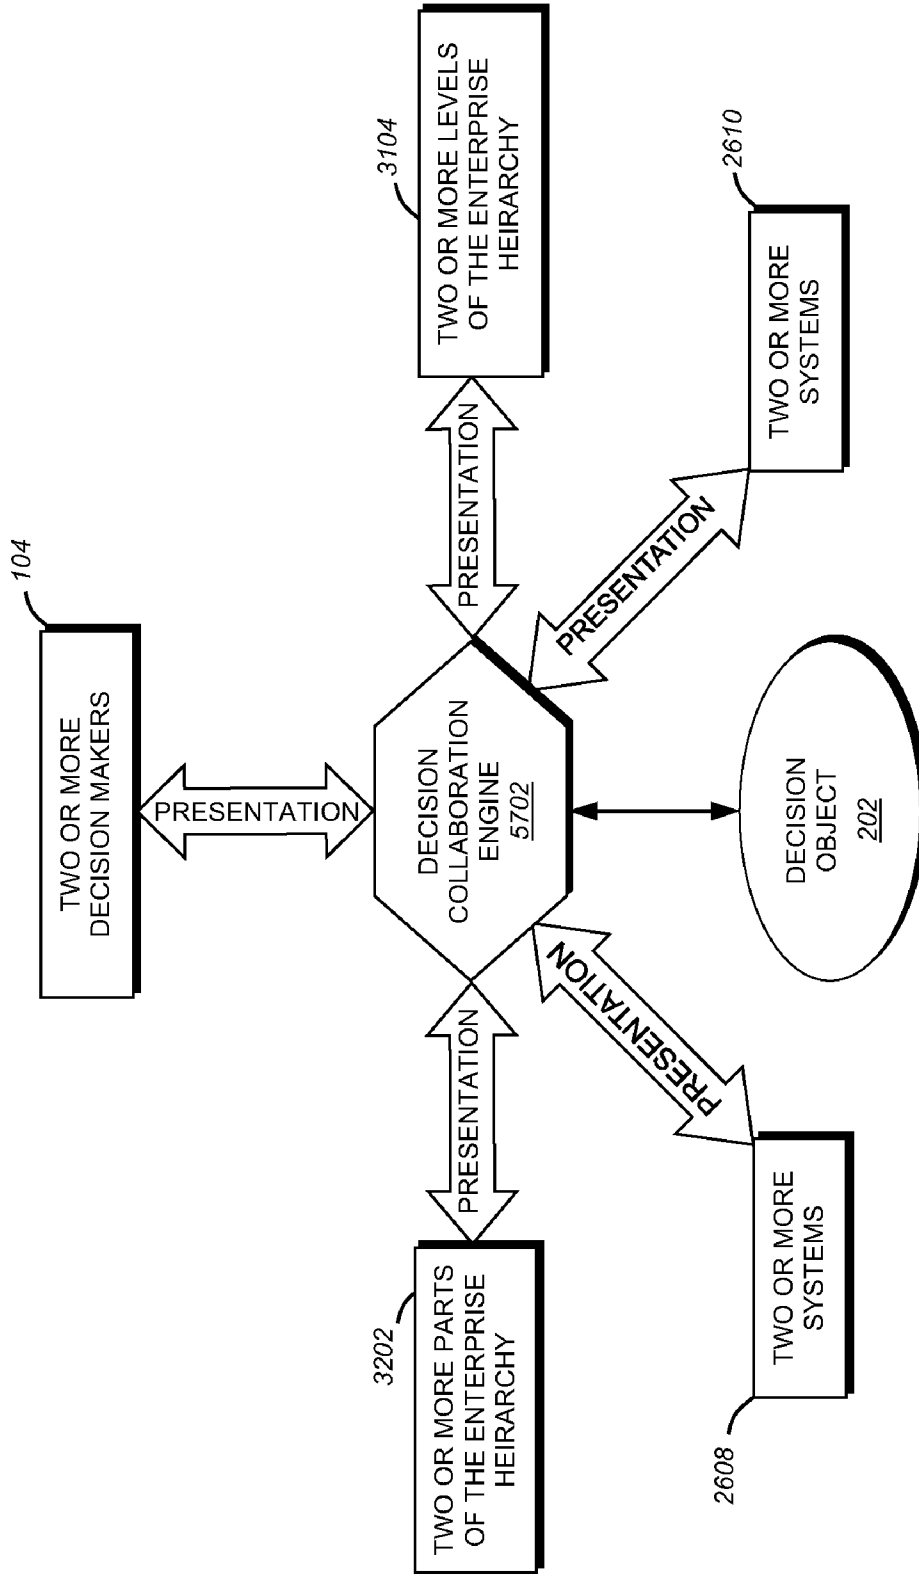 104
TWO OR MORE
DECISION MAKERS
PRESENTATION
3202
TWO OR MORE PARTS
OF THE ENTERPRISE
HEIRARCHY
PRESENTATION
DECISION
COLLABORATION
ENGINE
5702
PRESENTATION
3104
TWO OR MORE LEVELS
OF THE ENTERPRISE
HEIRARCHY
PRESENTATION
PRESENTATION
2608
TWO OR MORE
SYSTEMS
DECISION
OBJECT
202
2610
TWO OR MORE
SYSTEMS